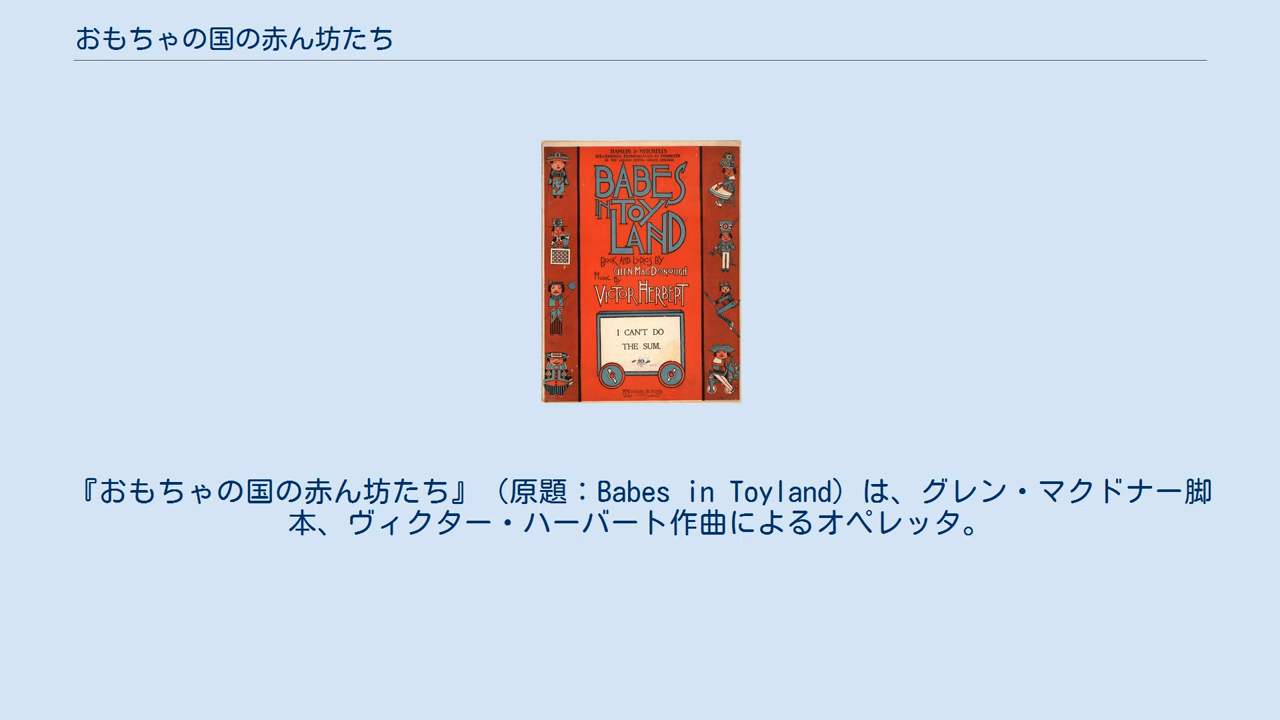 おもちゃの国の赤ん坊たち
HAMLIN & MITCHELL'S
BABES
IN TOY
LAND
BOOK AND LYRICS BY
GLEN MACDONOUGH
MUSIC BY
VICTOR HERBERT
I CAN'T DO
THE SUM.
『おもちゃの国の赤ん坊たち』（原題：Babes in Toyland）は、グレン・マクドナー脚
本、ヴィクター・ハーバート作曲によるオペレッタ。